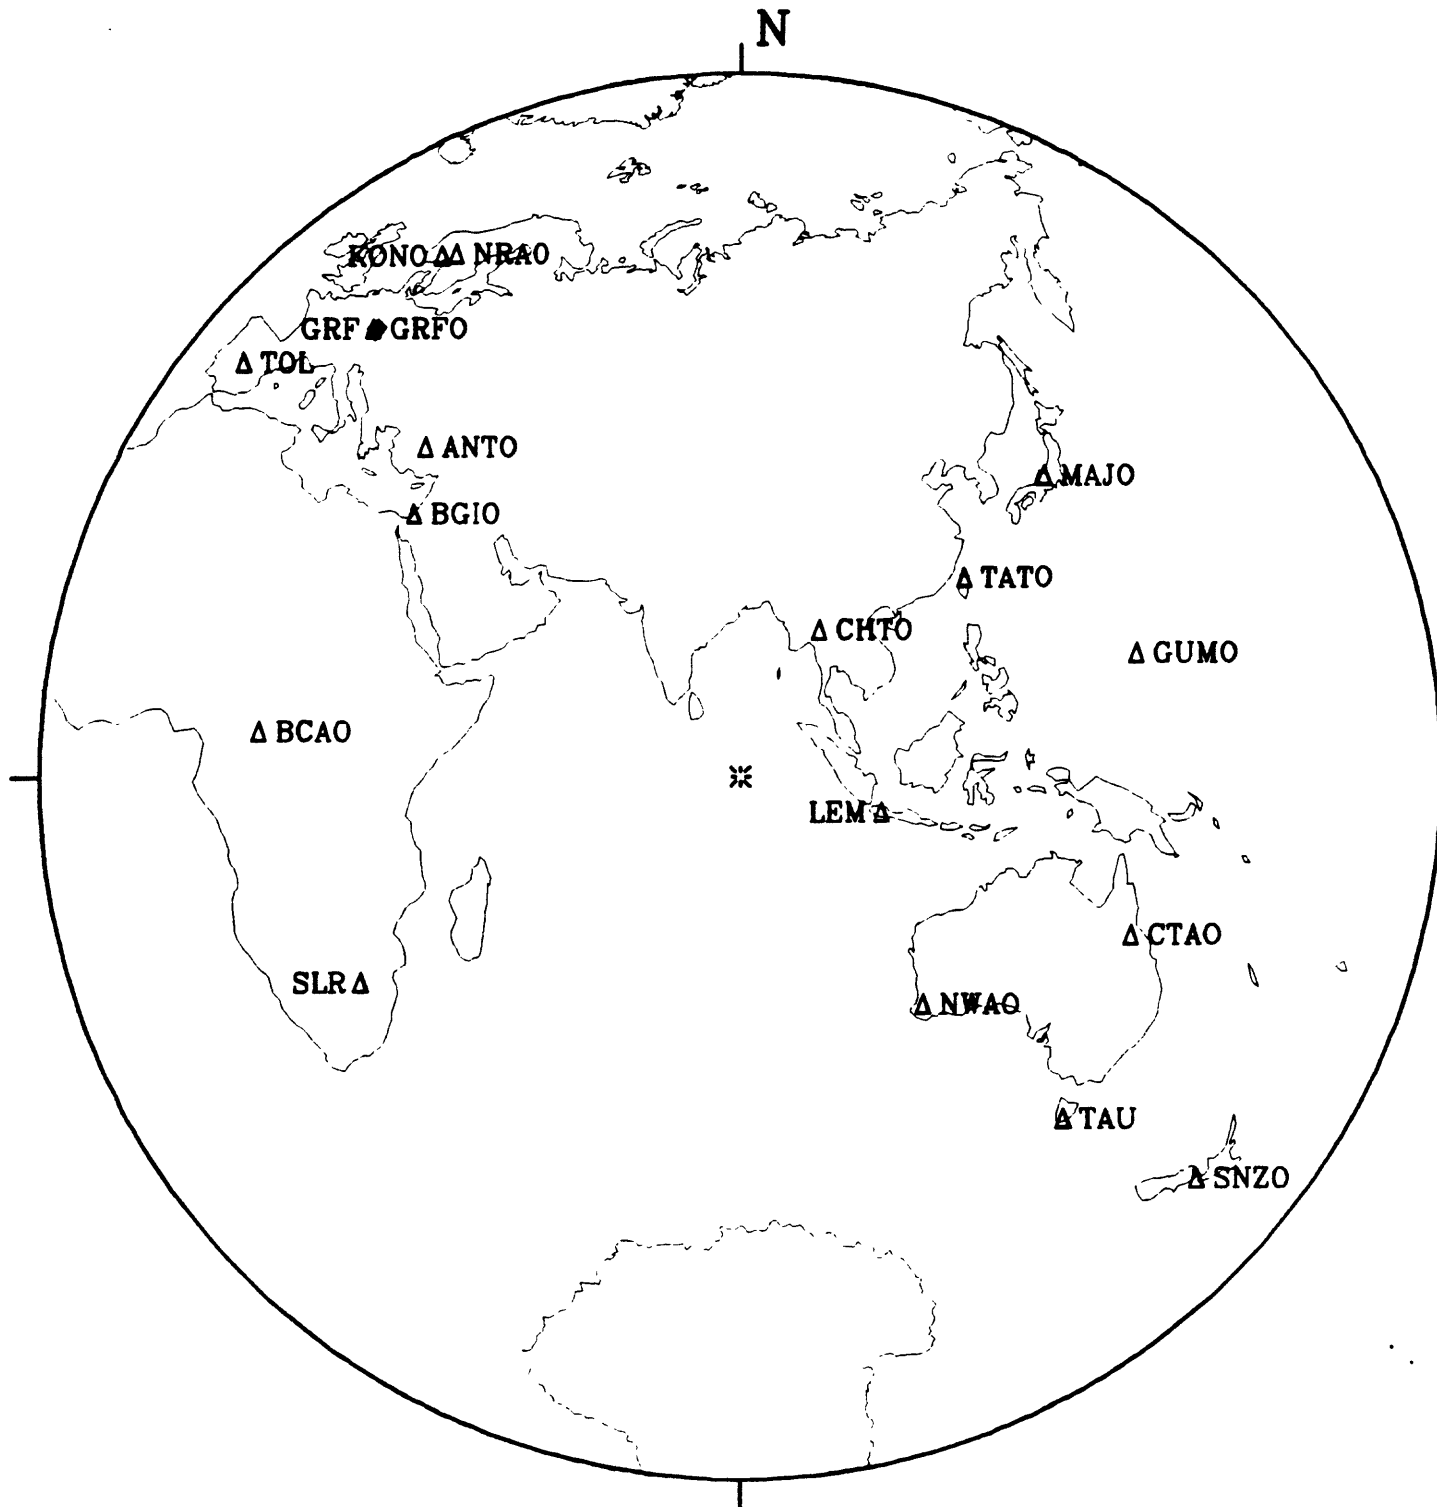 N
KONO NRAO
GRF GRFO
TOL
ANTO
MAJO
BGIO
TATO
CHTO
GUMO
BCAO
LEM
CTAO
SLR
NWAO
TAU
SNZO